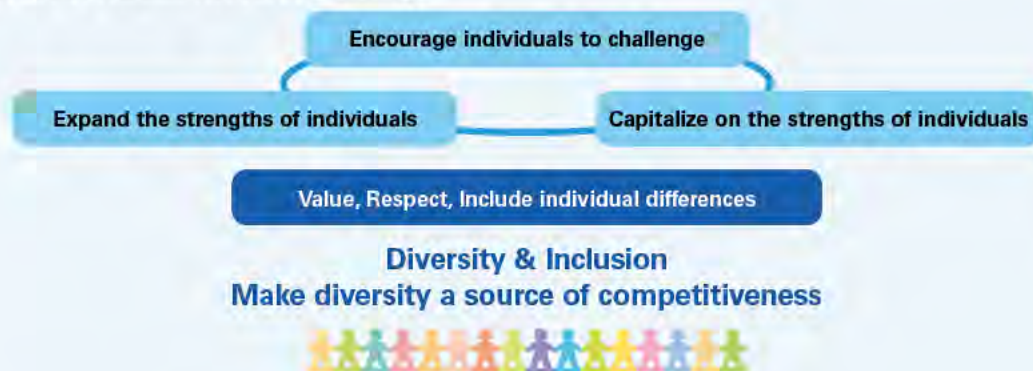 Encourage individuals to challenge
Expand the strengths of individuals
Capitalize on the strengths of individuals
Value, Respect, Include individual differences
Diversity & Inclusion
Make diversity a source of competitiveness